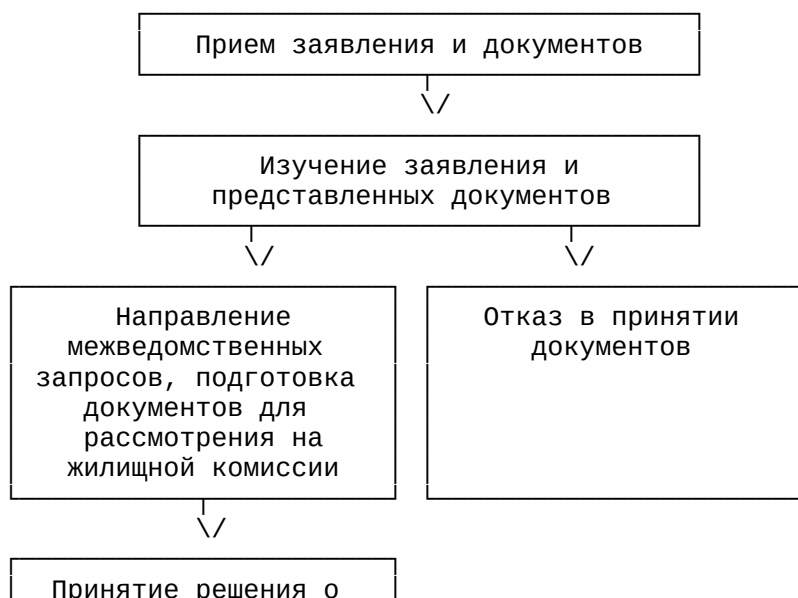 Прием заявления и документов
Изучение заявления и
представленных документов
Направление
межведомственных
запросов, подготовка
документов для
рассмотрения на
жилищной комиссии
Отказ в принятии
документов
Принятие решения о